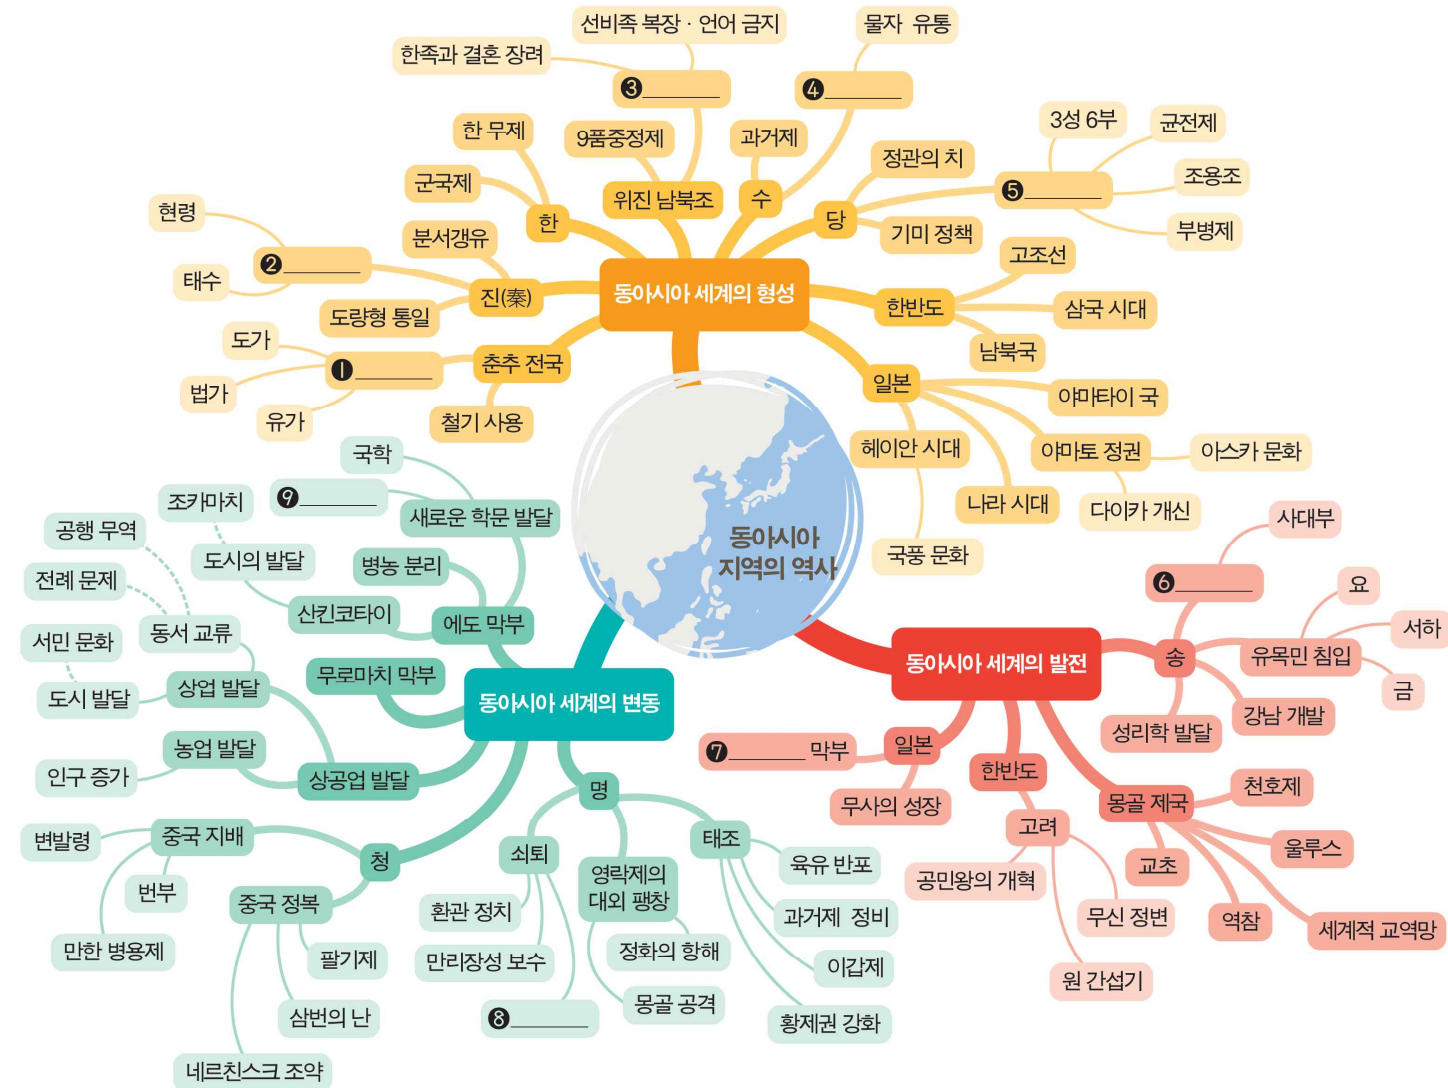 동아시아
지역의 역사
동아시아 세계의 형성
춘추 전국
❶________
도가
법가
유가
철기 사용
진(秦)
❷________
현령
태수
분서갱유
도량형 통일
한
군국제
한 무제
위진 남북조
9품중정제
❸________
한족과 결혼 장려
선비족 복장 · 언어 금지
수
과거제
❹________
물자 유통
당
정관의 치
❺________
3성 6부
균전제
조용조
부병제
기미 정책
한반도
고조선
삼국 시대
남북국
일본
야마타이 국
야마토 정권
아스카 문화
다이카 개신
나라 시대
헤이안 시대
국풍 문화
동아시아 세계의 발전
송
❻________
사대부
유목민 침입
요
서하
금
강남 개발
성리학 발달
몽골 제국
천호제
울루스
세계적 교역망
역참
교초
한반도
고려
공민왕의 개혁
무신 정변
원 간섭기
일본
❼________ 막부
무사의 성장
동아시아 세계의 변동
명
태조
육유 반포
과거제 정비
이갑제
황제권 강화
영락제의
대외 팽창
정화의 항해
몽골 공격
쇠퇴
환관 정치
만리장성 보수
❽________
청
중국 지배
변발령
번부
만한 병용제
중국 정복
팔기제
삼번의 난
네르친스크 조약
상공업 발달
농업 발달
인구 증가
상업 발달
도시 발달
서민 문화
동서 교류
전례 문제
공행 무역
무로마치 막부
에도 막부
산킨코타이
도시의 발달
조카마치
병농 분리
새로운 학문 발달
국학
❾________